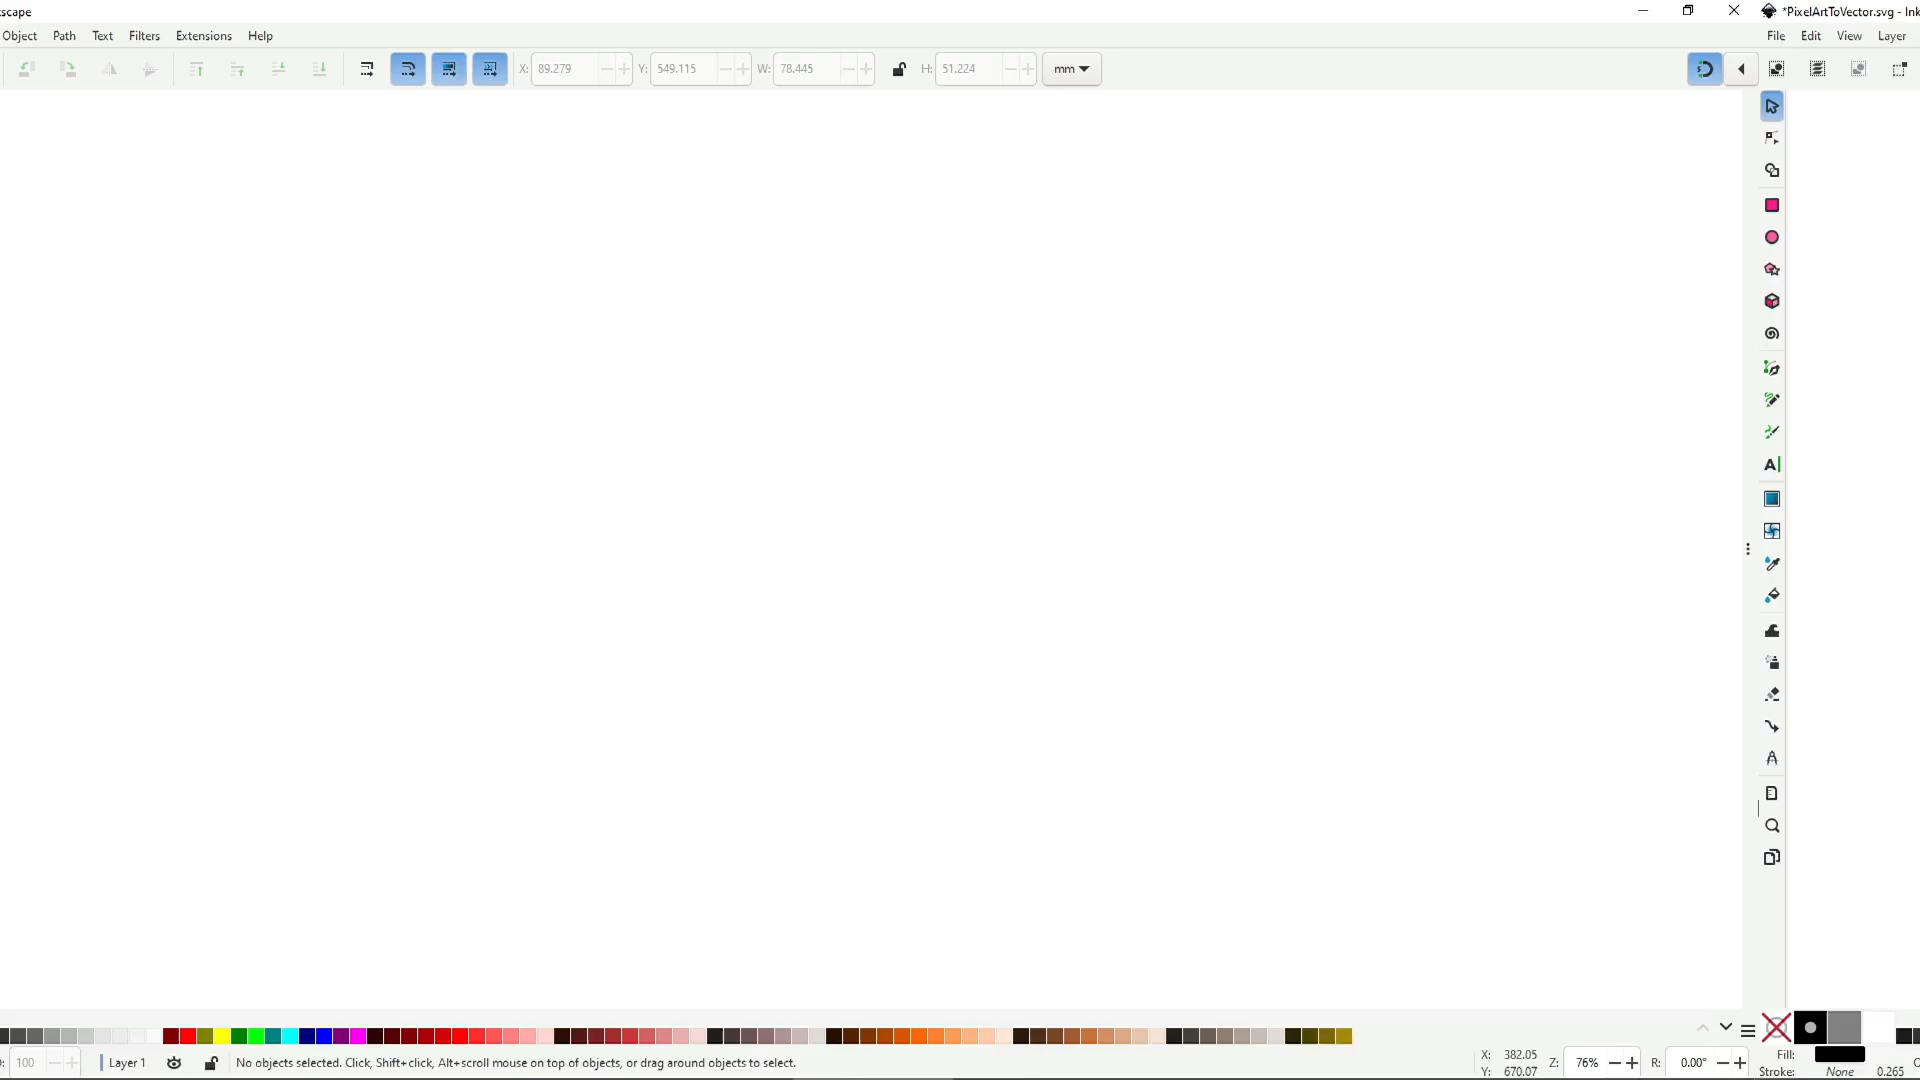 scape
*PixelArtToVector.svg - Ink
Object Path Text Filters Extensions Help
File Edit View Layer
X: 89.279 Y: 549.115 W: 78.445 H: 51.224 mm
A
100 Layer 1 No objects selected. Click, Shift+click, Alt+scroll mouse on top of objects, or drag around objects to select.
X: 382.05
Y: 670.07
Z: 76% R: 0.00°
Fill:
Stroke: None 0.265